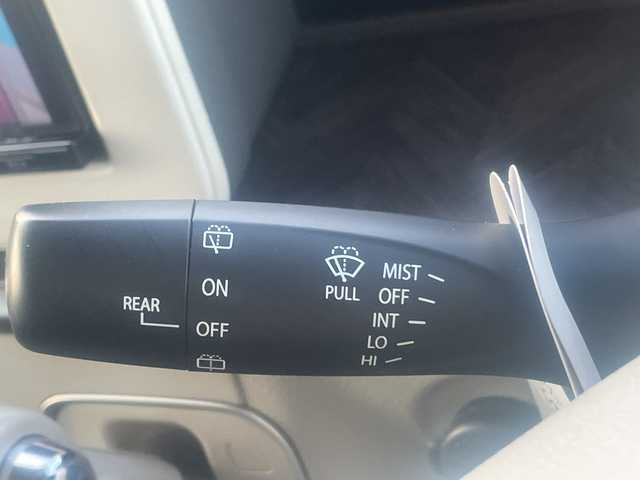 ON
REAR
OFF
PULL
MIST
OFF
INT
LO
HI